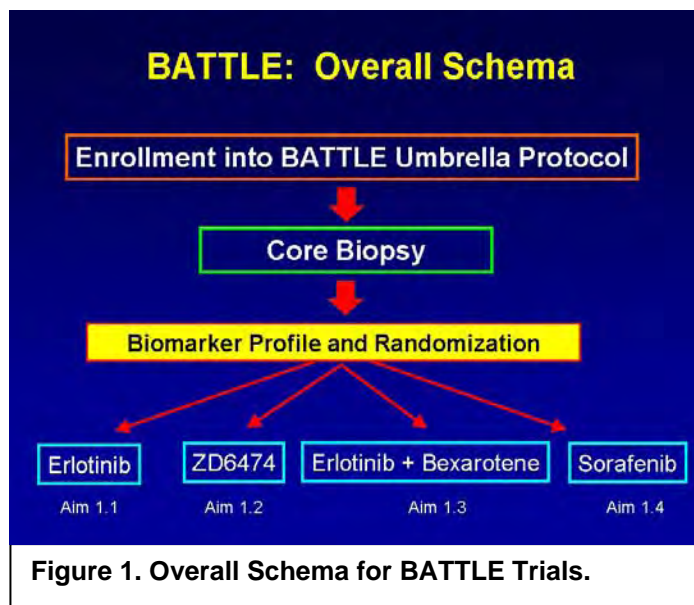 BATTLE: Overall Schema
Enrollment into BATTLE Umbrella Protocol
Core Biopsy
Biomarker Profile and Randomization
Erlotinib
ZD6474
Erlotinib + Bexarotene
Sorafenib
Aim 1.1
Aim 1.2
Aim 1.3
Aim 1.4
Figure 1. Overall Schema for BATTLE Trials.